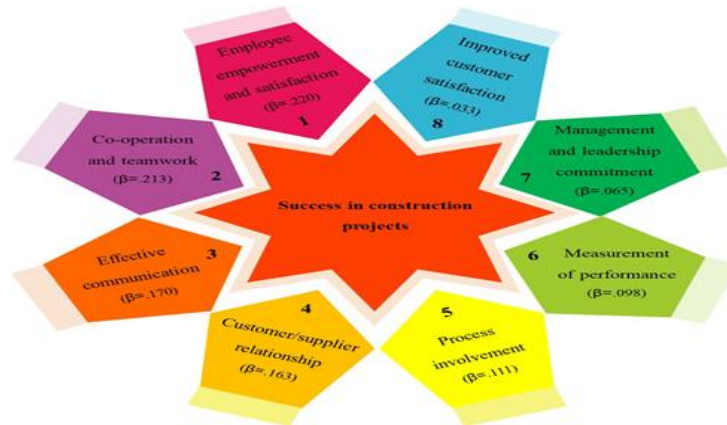 Success in construction
projects
Employee
empowerment
and satisfaction
(β=.220)
1
Co-operation
and teamwork
(β=.213)
2
Effective
communication
(β=.170)
3
4
Customer/supplier
relationship
(β=.163)
5
Process
involvement
(β=.111)
6
Measurement
of performance
(β=.098)
Management
and leadership
commitment
(β=.065)
7
Improved
customer
satisfaction
(β=.033)
8